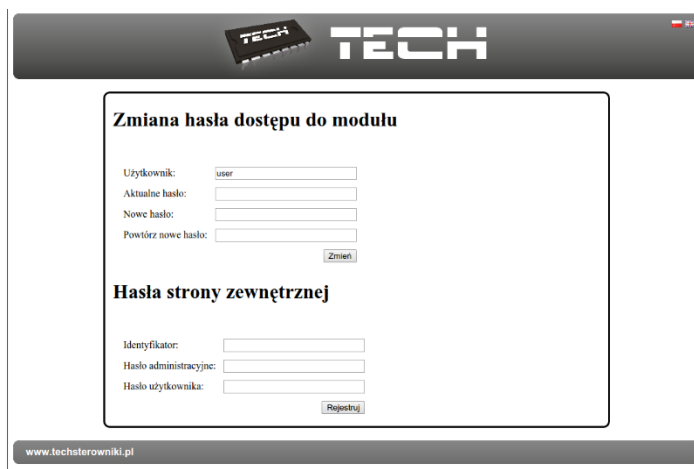 TECH TECH
Zmiana hasła dostępu do modułu
Użytkownik: user
Aktualne hasło:
Nowe hasło:
Powtórz nowe hasło:
Zmień
Hasła strony zewnętrznej
Identyfikator:
Hasło administracyjne:
Hasło użytkownika:
Rejestruj
www.techsterowniki.pl